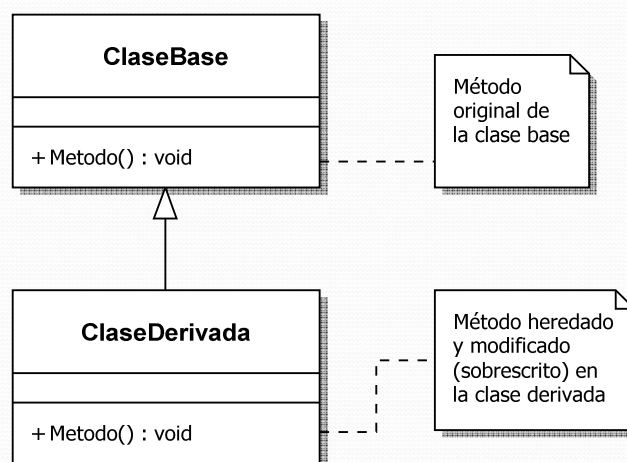 ClaseBase
+ Metodo() : void
Método
original de
la clase base
ClaseDerivada
+ Metodo() : void
Método heredado
y modificado
(sobrescrito) en
la clase derivada